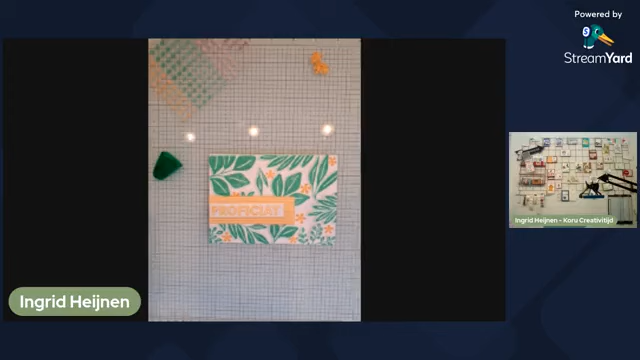 Powered by
StreamYard
PROFICIAT
Ingrid Heijnen - Koru Creativitijd
Ingrid Heijnen